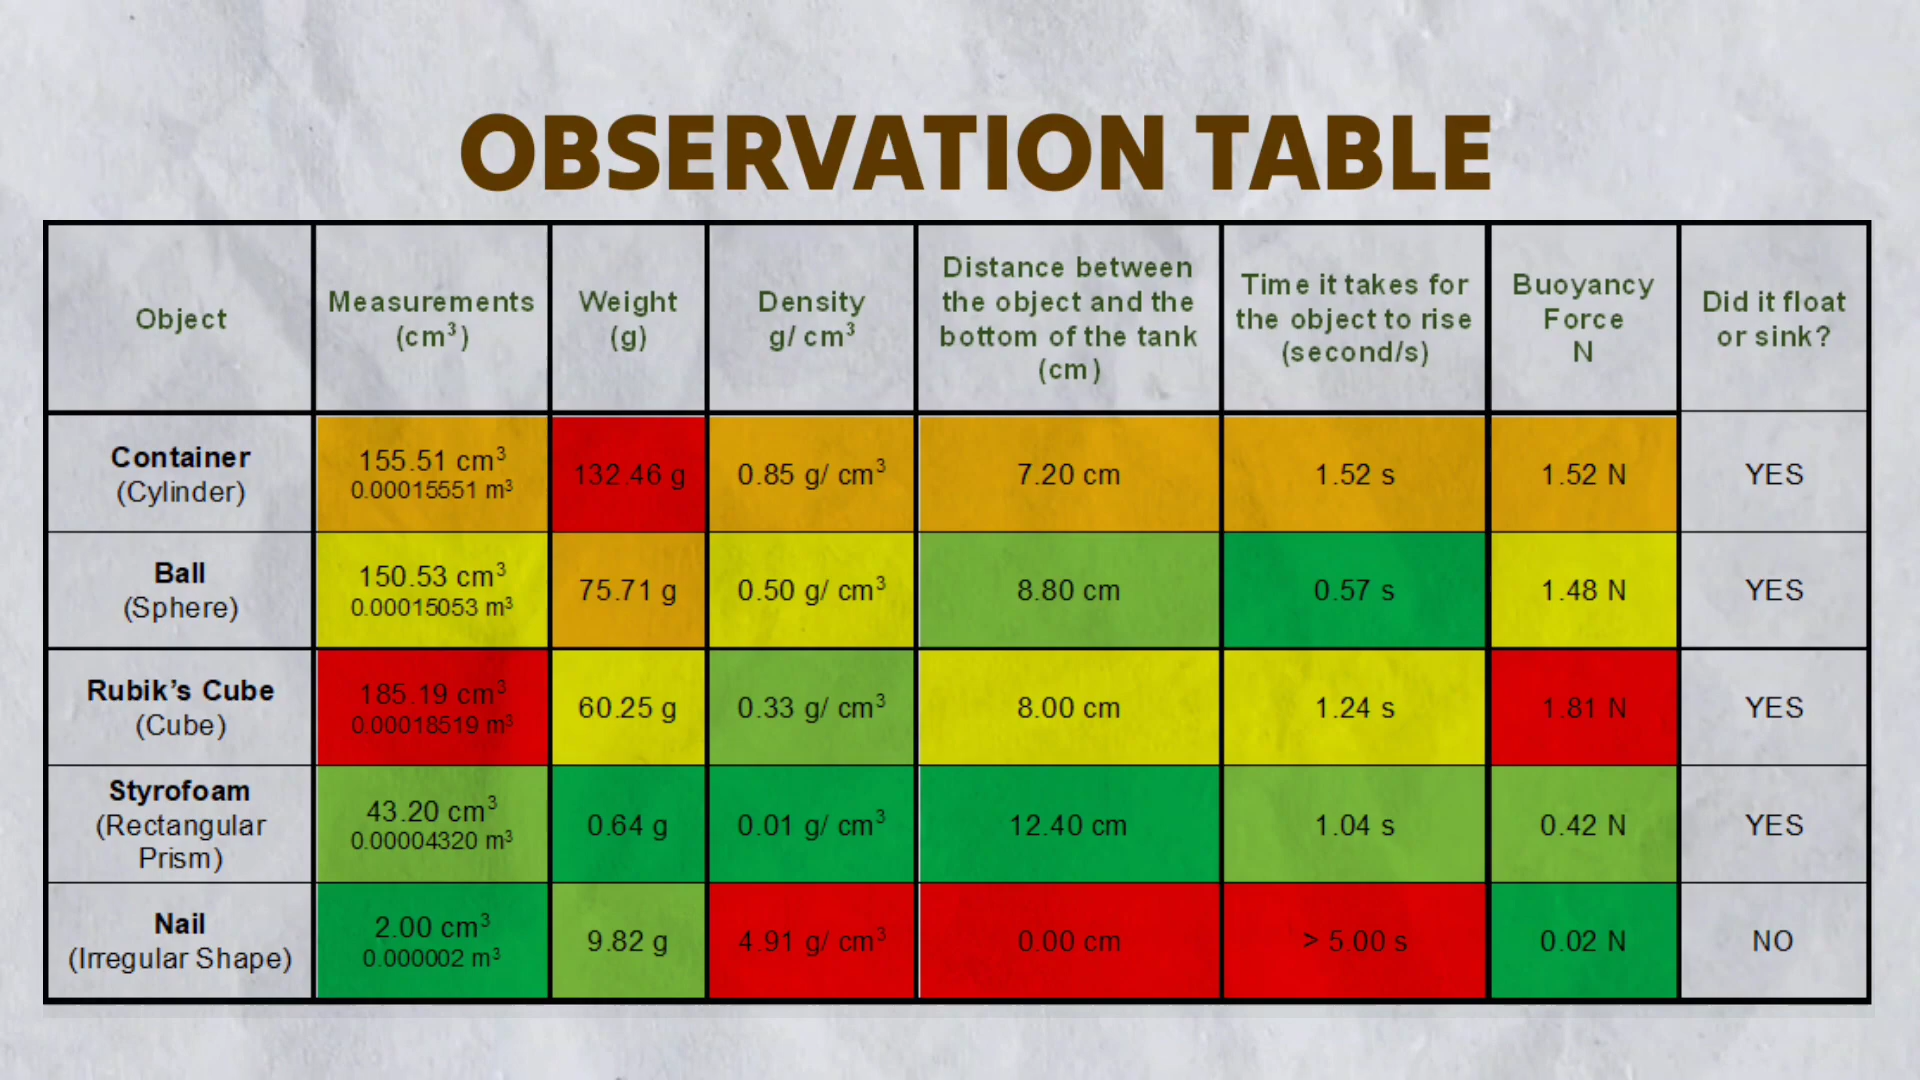 OBSERVATION TABLE
Object
Measurements
(cm³)
Weight
(g)
Density
g/ cm³
Distance between
the object and the
bottom of the tank
(cm)
Time it takes for
the object to rise
(second/s)
Buoyancy
Force
N
Did it float
or sink?
Container
(Cylinder)
155.51 cm³
0.00015551 m³
132.46 g
0.85 g/ cm³
7.20 cm
1.52 s
1.52 N
YES
Ball
(Sphere)
150.53 cm³
0.00015053 m³
75.71 g
0.50 g/ cm³
8.80 cm
0.57 s
1.48 N
YES
Rubik’s Cube
(Cube)
185.19 cm³
0.00018519 m³
60.25 g
0.33 g/ cm³
8.00 cm
1.24 s
1.81 N
YES
Styrofoam
(Rectangular
Prism)
43.20 cm³
0.00004320 m³
0.64 g
0.01 g/ cm³
12.40 cm
1.04 s
0.42 N
YES
Nail
(Irregular Shape)
2.00 cm³
0.000002 m³
9.82 g
4.91 g/ cm³
0.00 cm
> 5.00 s
0.02 N
NO